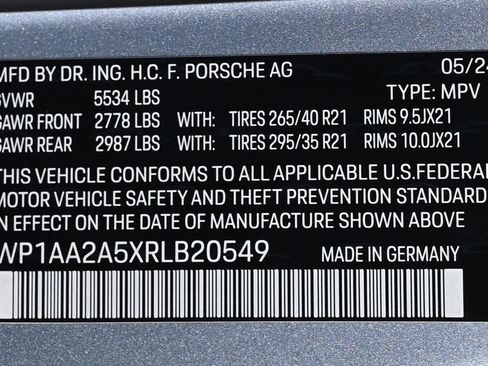 MFD BY DR. ING. H.C. F. PORSCHE AG 05/24
GVWR 5534 LBS TYPE: MPV
GAWR FRONT 2778 LBS WITH: TIRES 265/40 R21 RIMS 9.5JX21
GAWR REAR 2987 LBS WITH: TIRES 295/35 R21 RIMS 10.0JX21
THIS VEHICLE CONFORMS TO ALL APPLICABLE U.S.FEDERAL
MOTOR VEHICLE SAFETY AND THEFT PREVENTION STANDARDS
IN EFFECT ON THE DATE OF MANUFACTURE SHOWN ABOVE
WP1AA2A5XRLB20549 MADE IN GERMANY